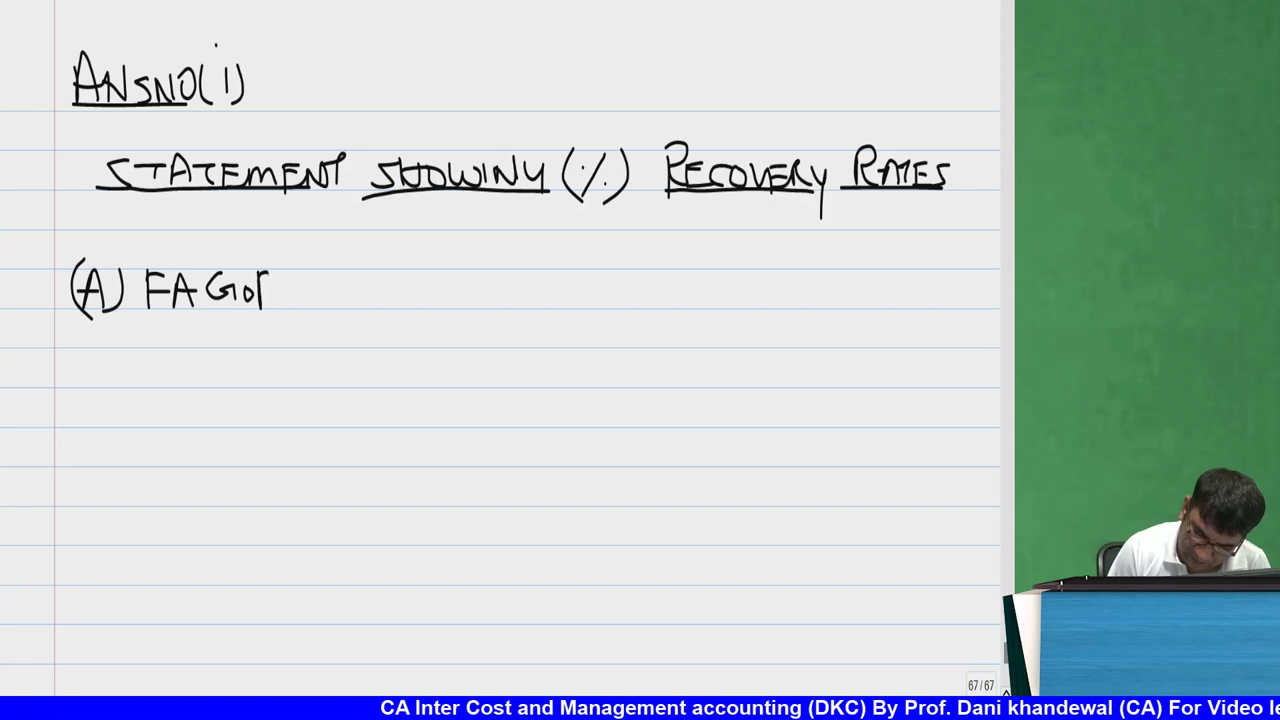 ANSNO(i)
STATEMENT SHOWING (%) RECOVERY RATES
(A) FAGor
67/67
CA Inter Cost and Management accounting (DKC) By Prof. Dani khandewal (CA) For Video le